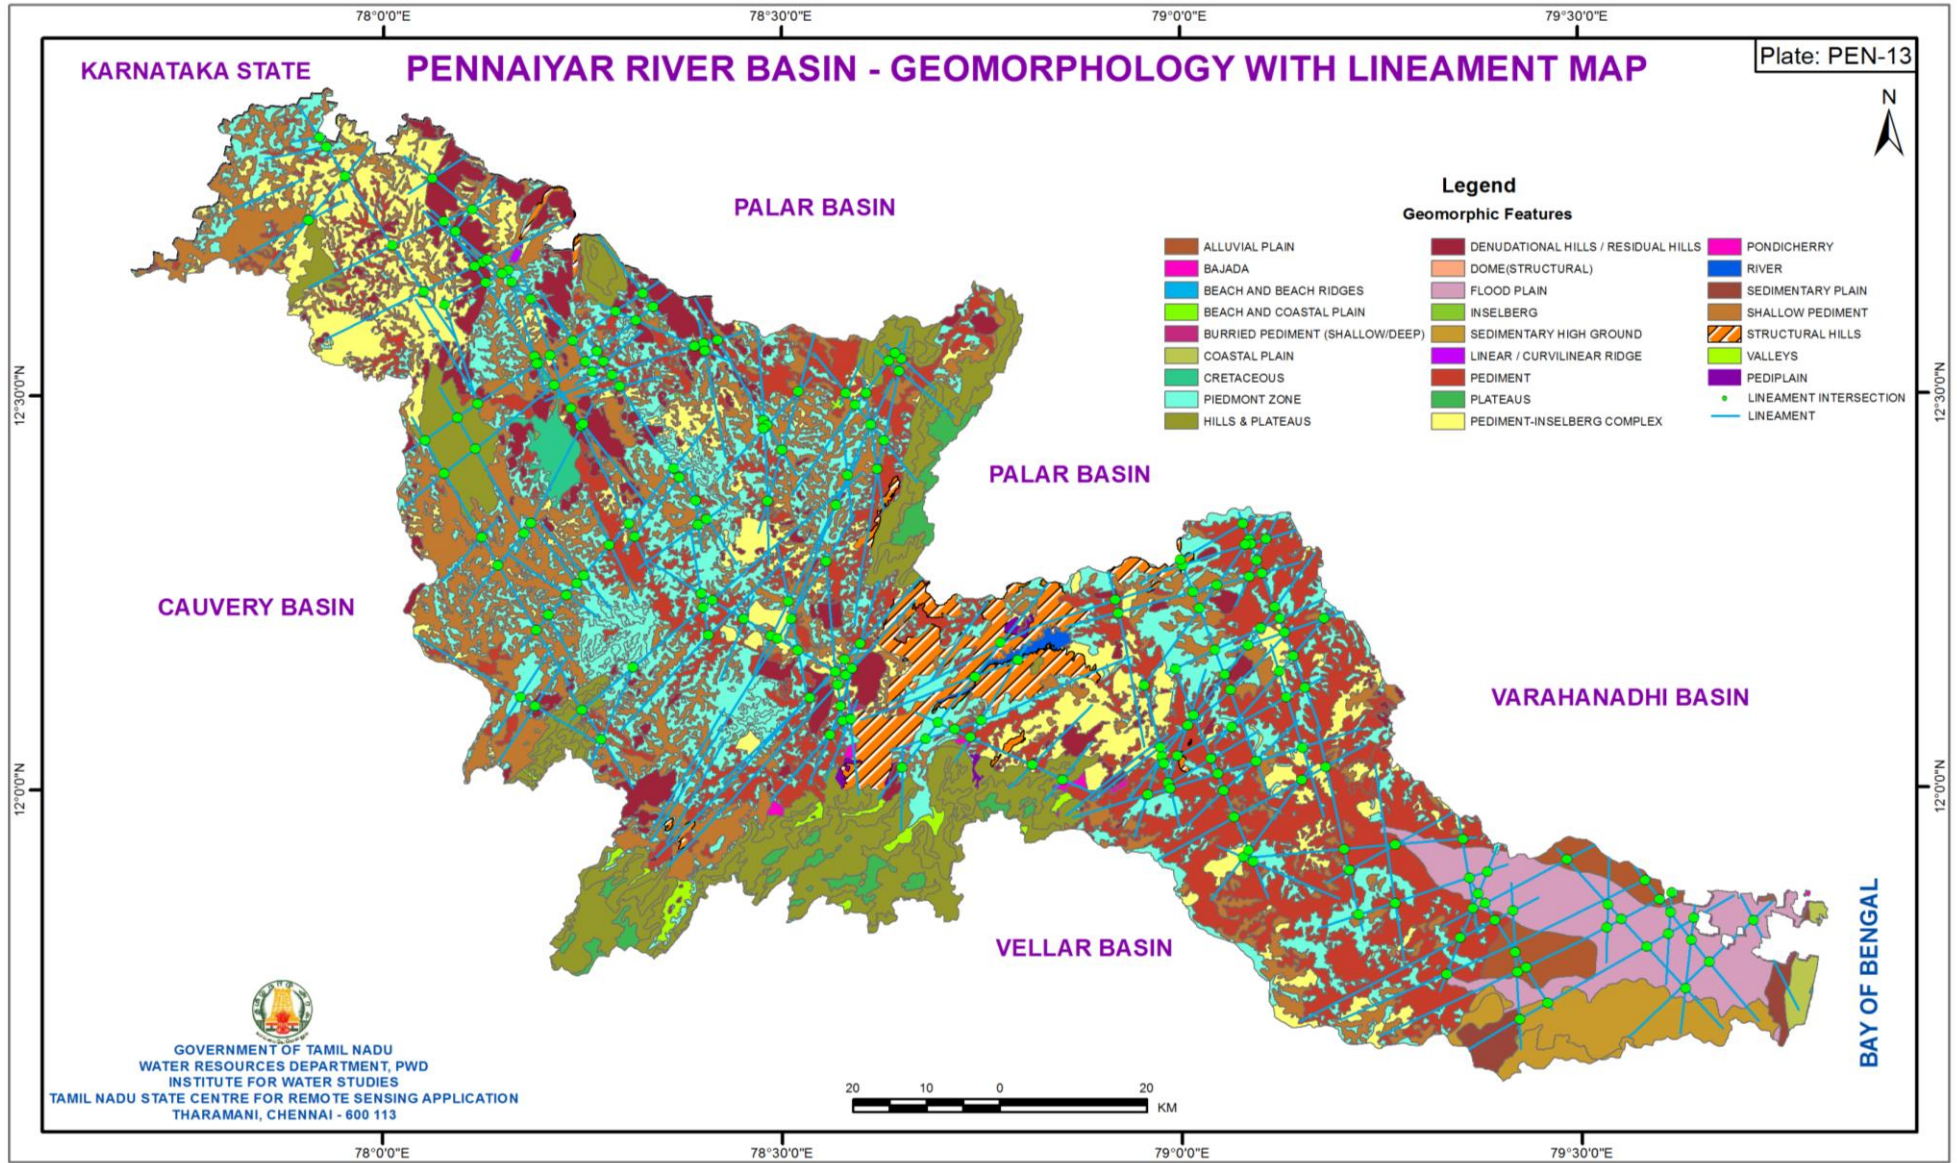 78°0'0"E
78°30'0"E
79°0'0"E
79°30'0"E
KARNATAKA STATE
PENNAIYAR RIVER BASIN - GEOMORPHOLOGY WITH LINEAMENT MAP
Plate: PEN-13
N
PALAR BASIN
Legend
Geomorphic Features
ALLUVIAL PLAIN
BAJADA
BEACH AND BEACH RIDGES
BEACH AND COASTAL PLAIN
BURRIED PEDIMENT (SHALLOW/DEEP)
COASTAL PLAIN
CRETACEOUS
PIEDMONT ZONE
HILLS & PLATEAUS
DENUDATIONAL HILLS / RESIDUAL HILLS
DOME(STRUCTURAL)
FLOOD PLAIN
INSELBERG
SEDIMENTARY HIGH GROUND
LINEAR / CURVILINEAR RIDGE
PEDIMENT
PLATEAUS
PEDIMENT-INSELBERG COMPLEX
PONDICHERRY
RIVER
SEDIMENTARY PLAIN
SHALLOW PEDIMENT
STRUCTURAL HILLS
VALLEYS
PEDIPLAIN
LINEAMENT INTERSECTION
LINEAMENT
12°30'0"N
12°30'0"N
PALAR BASIN
CAUVERY BASIN
VARAHANADHI BASIN
12°0'0"N
12°0'0"N
VELLAR BASIN
BAY OF BENGAL
GOVERNMENT OF TAMIL NADU
WATER RESOURCES DEPARTMENT, PWD
INSTITUTE FOR WATER STUDIES
TAMIL NADU STATE CENTRE FOR REMOTE SENSING APPLICATION
THARAMANI, CHENNAI - 600 113
20 10 0 20
KM
78°0'0"E
78°30'0"E
79°0'0"E
79°30'0"E